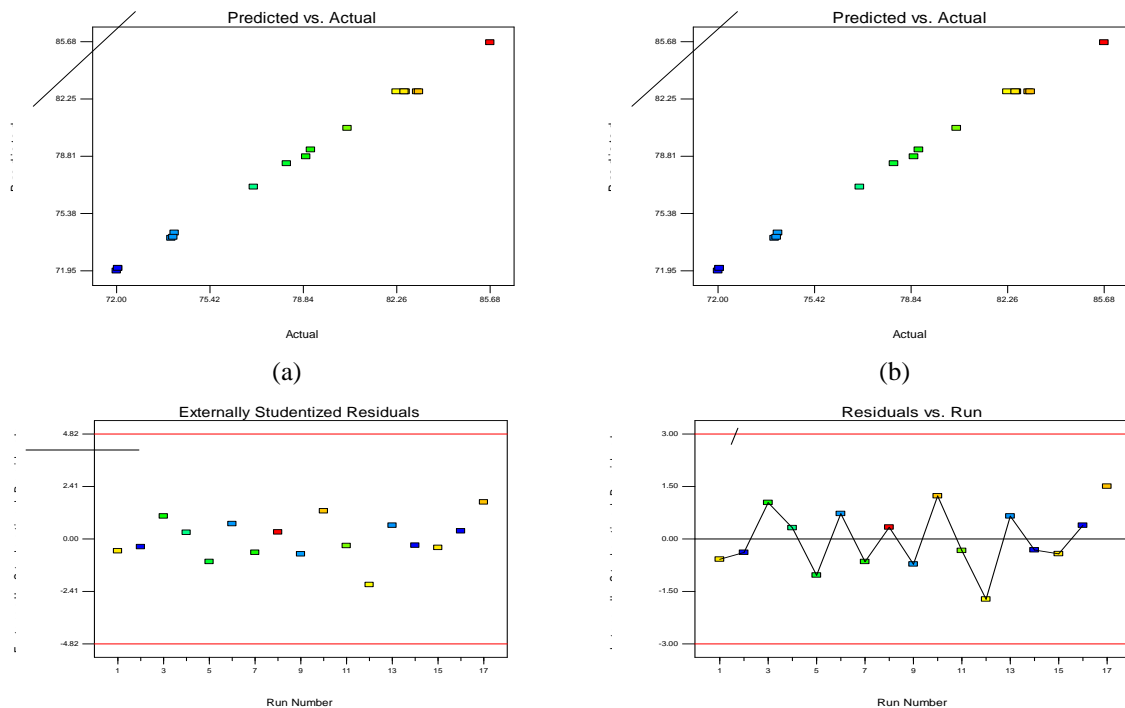 Predicted vs. Actual
85.68
82.25
78.81
75.38
71.95
72.00 75.42 78.84 82.26 85.68
Actual
(a)
Predicted vs. Actual
85.68
82.25
78.81
75.38
71.95
72.00 75.42 78.84 82.26 85.68
Actual
(b)
Externally Studentized Residuals
4.82
2.41
0.00
-2.41
-4.82
1 3 5 7 9 11 13 15 17
Run Number
Residuals vs. Run
3.00
1.50
0.00
-1.50
-3.00
1 3 5 7 9 11 13 15 17
Run Number